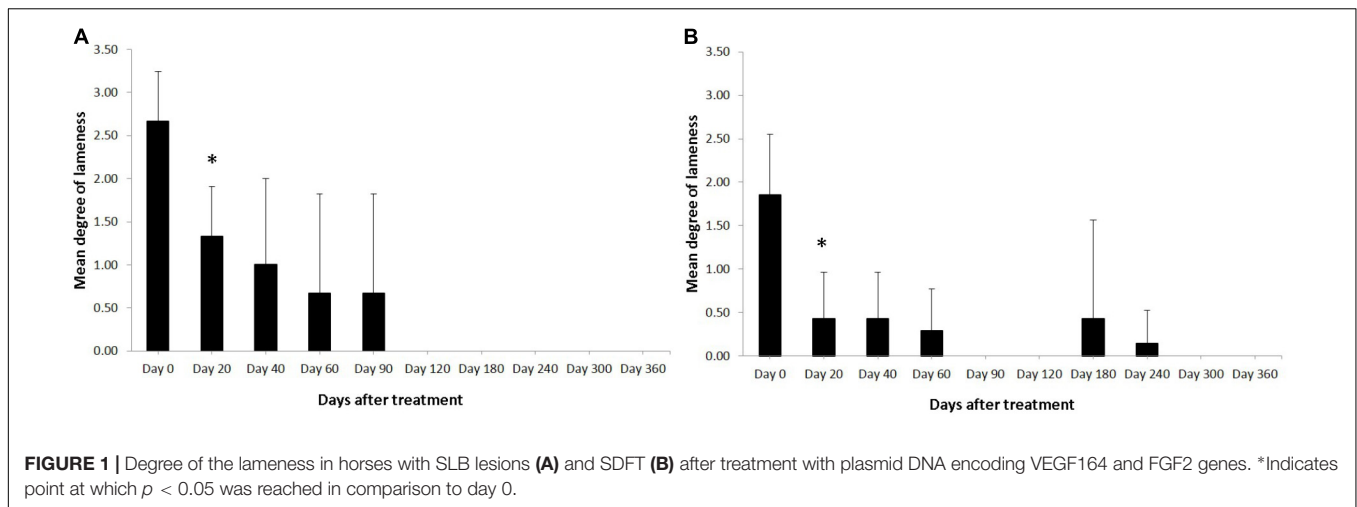 A
3.50
3.00
2.50
2.00
1.50
1.00
0.50
0.00
Mean degree of lameness
*
Day 0 Day 20 Day 40 Day 60 Day 90 Day 120 Day 180 Day 240 Day 300 Day 360
Days after treatment
B
3.50
3.00
2.50
2.00
1.50
1.00
0.50
0.00
Mean degree of lameness
*
Day 0 Day 20 Day 40 Day 60 Day 90 Day 120 Day 180 Day 240 Day 300 Day 360
Days after treatment
FIGURE 1 | Degree of the lameness in horses with SLB lesions (A) and SDFT (B) after treatment with plasmid DNA encoding VEGF164 and FGF2 genes. *Indicates
point at which p < 0.05 was reached in comparison to day 0.